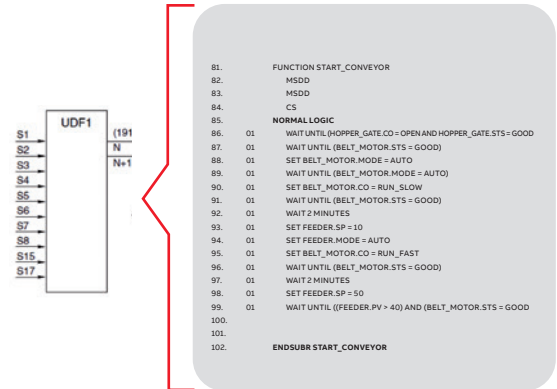 UDF1
S1
S2
S3
S4
S5
S6
S7
S8
S15
S17
(191
N
N+1
81. FUNCTION START_CONVEYOR
82. MSDD
83. MSDD
84. CS
85. NORMAL LOGIC
86. 01 WAIT UNTIL (HOPPER_GATE.CO = OPEN AND HOPPER_GATE.STS = GOOD
87. 01 WAIT UNTIL (BELT_MOTOR.STS = GOOD)
88. 01 SET BELT_MOTOR.MODE = AUTO
89. 01 WAIT UNTIL (BELT_MOTOR.MODE = AUTO)
90. 01 SET BELT_MOTOR.CO = RUN_SLOW
91. 01 WAIT UNTIL (BELT_MOTOR.STS = GOOD)
92. 01 WAIT 2 MINUTES
93. 01 SET FEEDER.SP = 10
94. 01 SET FEEDER.MODE = AUTO
95. 01 SET BELT_MOTOR.CO = RUN_FAST
96. 01 WAIT UNTIL (BELT_MOTOR.STS = GOOD)
97. 01 WAIT 2 MINUTES
98. 01 SET FEEDER.SP = 50
99. 01 WAIT UNTIL ((FEEDER.PV > 40) AND (BELT_MOTOR.STS = GOOD
100.
101.
102. ENDSUBR START_CONVEYOR